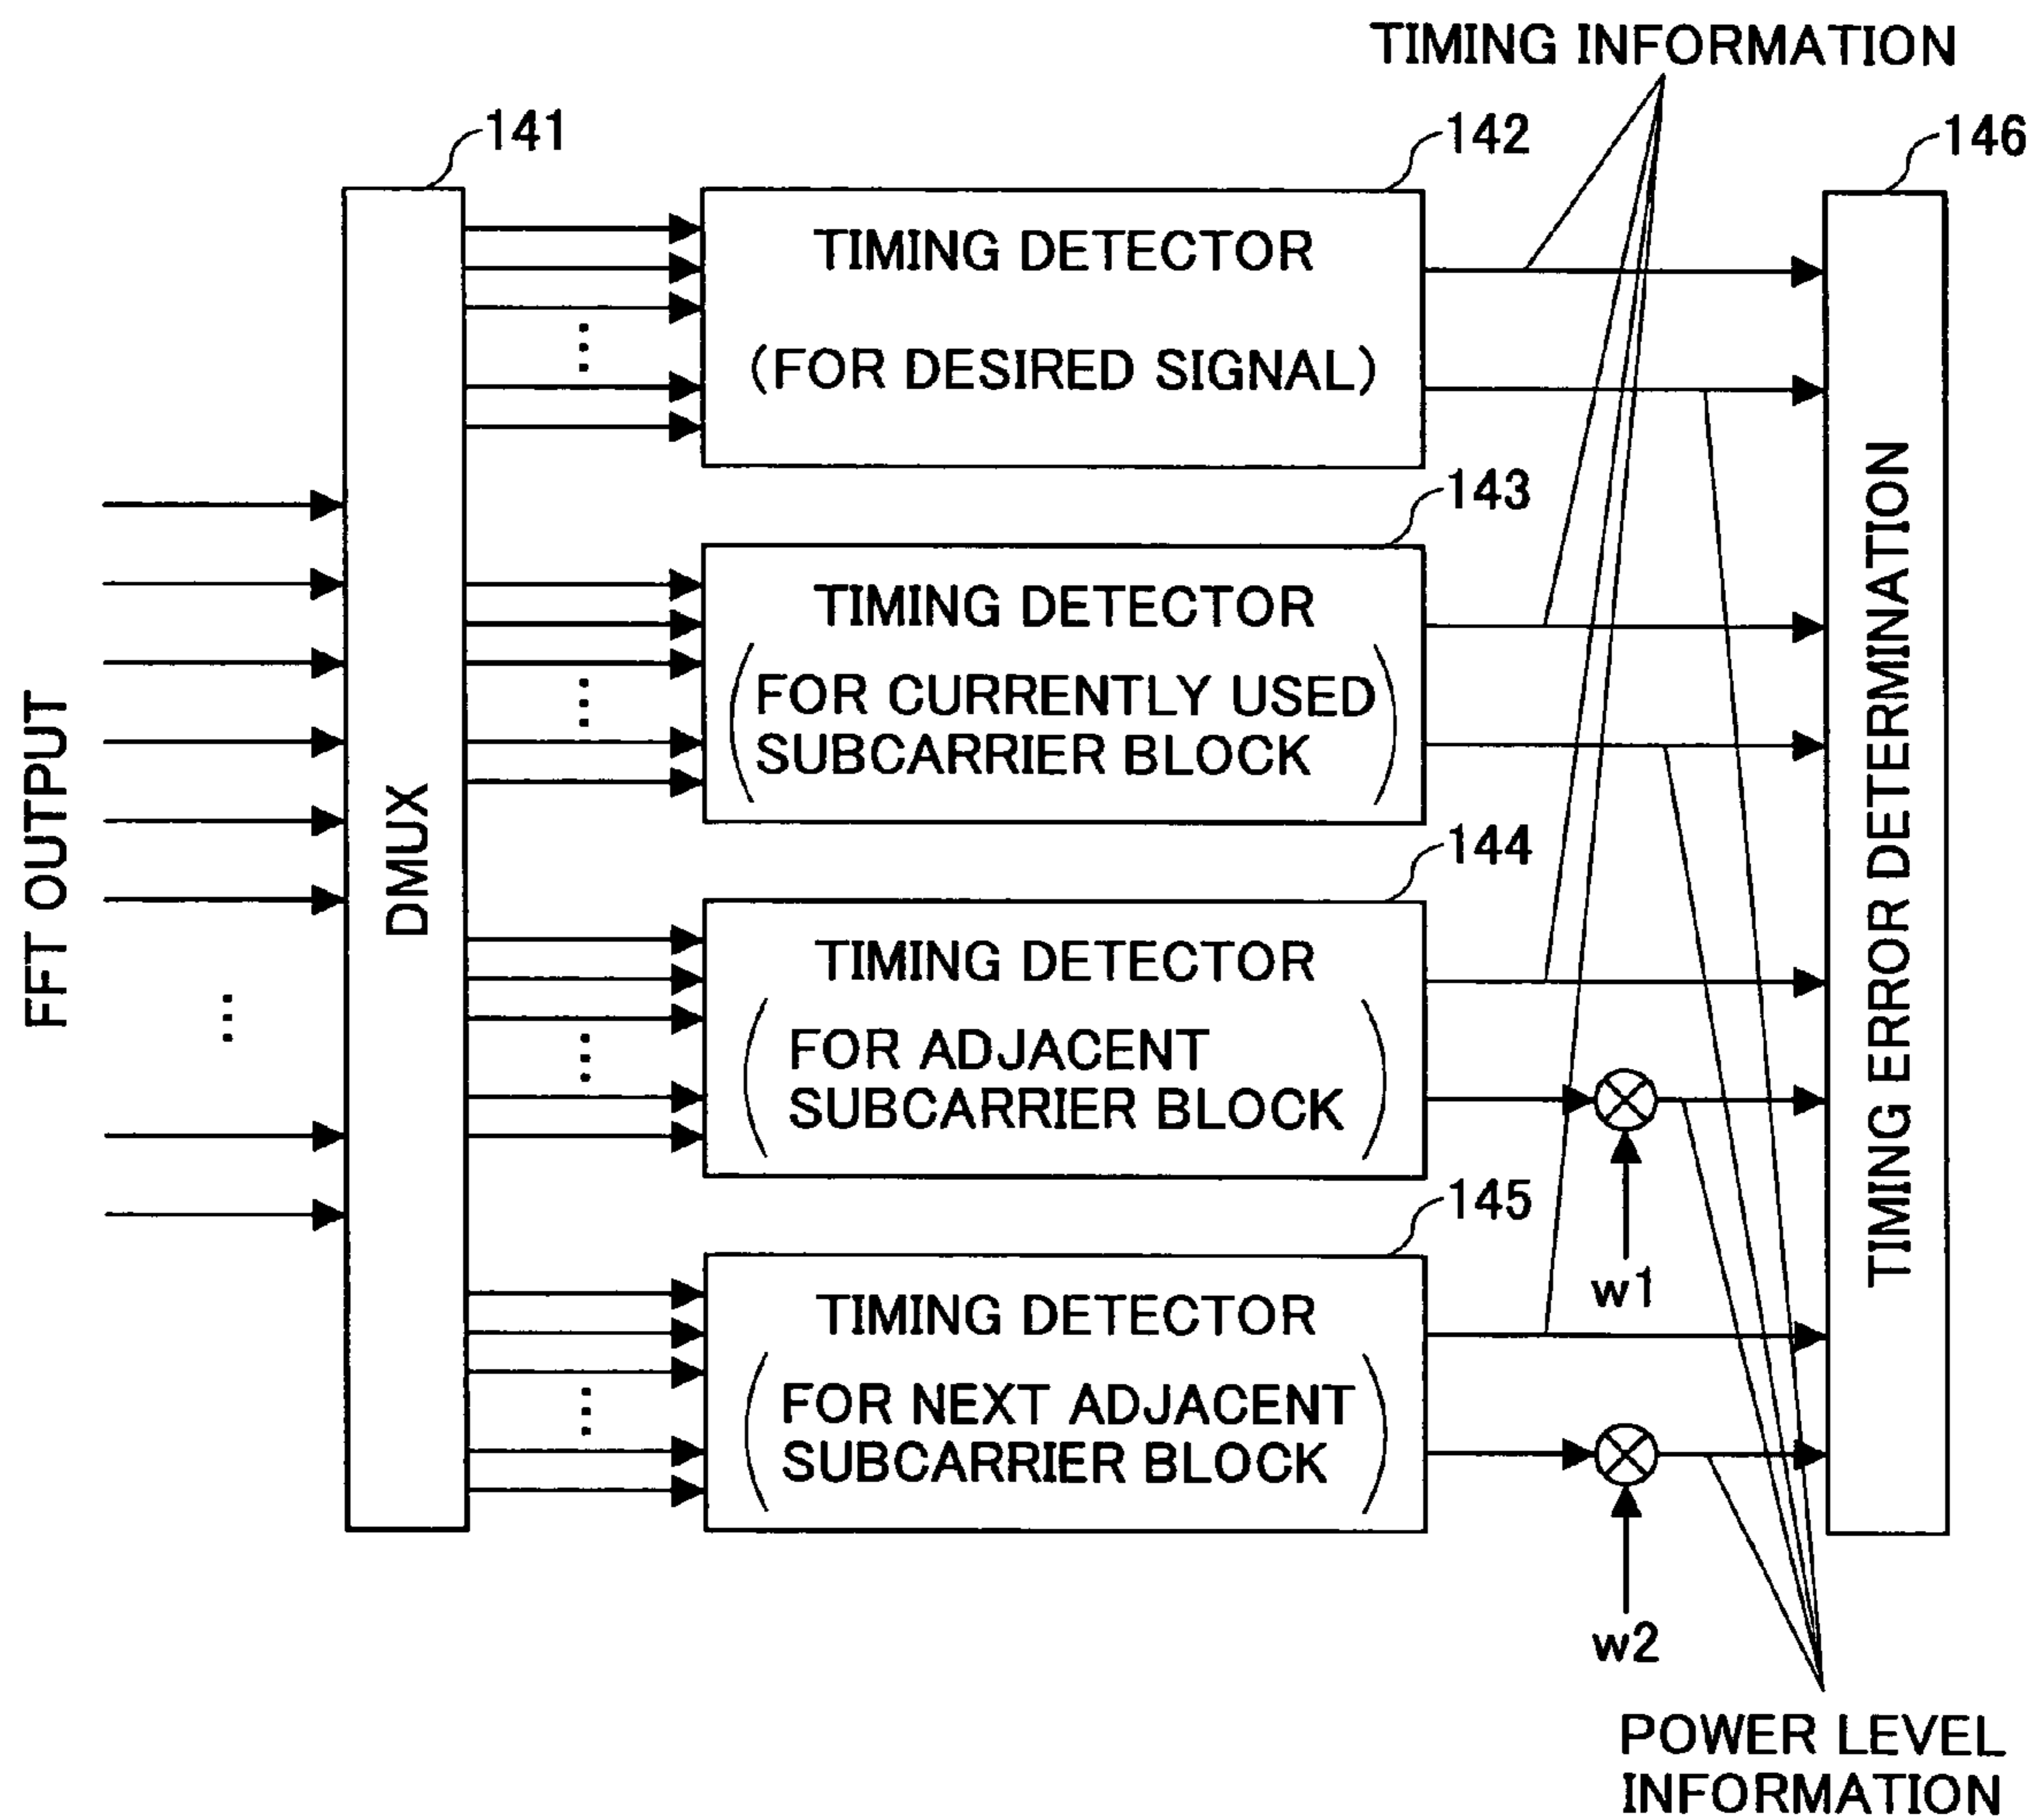 TIMING INFORMATION
141
142
146
TIMING DETECTOR
(FOR DESIRED SIGNAL)
143
TIMING DETECTOR
(FOR CURRENTLY USED
SUBCARRIER BLOCK)
FFT OUTPUT
DMUX
TIMING ERROR DETERMINATION
144
TIMING DETECTOR
(FOR ADJACENT
SUBCARRIER BLOCK)
w1
145
TIMING DETECTOR
(FOR NEXT ADJACENT
SUBCARRIER BLOCK)
w2
POWER LEVEL
INFORMATION